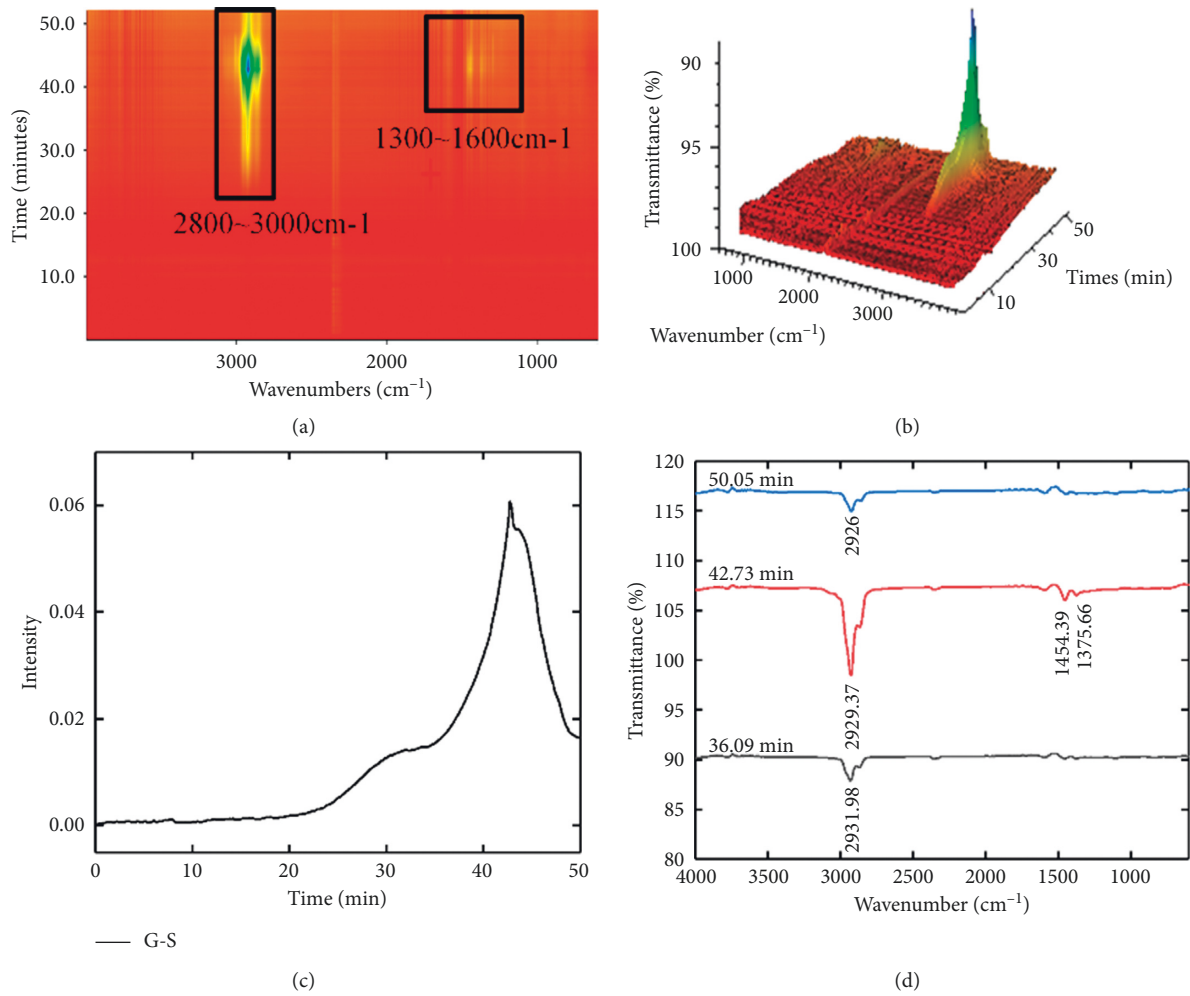 50.0
40.0
30.0
20.0
10.0
Time (minutes)
2800~3000cm-1
1300~1600cm-1
3000
2000
1000
Wavenumbers (cm⁻¹)
(a)
90
95
100
Transmittance (%)
1000
2000
3000
Wavenumber (cm⁻¹)
10
30
50
Times (min)
(b)
0.06
0.04
0.02
0.00
Intensity
0
10
20
30
40
50
Time (min)
G-S
(c)
120
115
110
105
100
95
90
85
80
Transmittance (%)
50.05 min
2926
42.73 min
2929.37
1454.39
1375.66
36.09 min
2931.98
4000
3500
3000
2500
2000
1500
1000
Wavenumber (cm⁻¹)
(d)